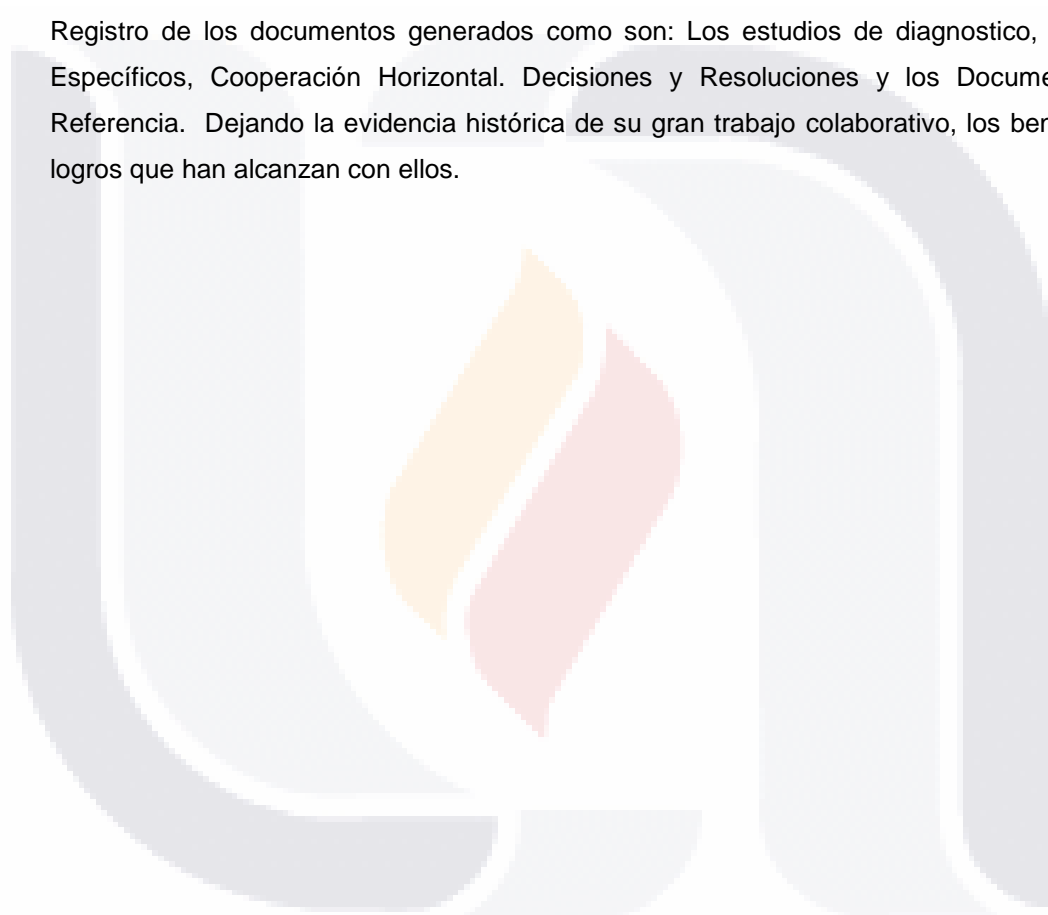 Registro de los documentos generados como son: Los estudios de diagnostico,
Específicos, Cooperación Horizontal. Decisiones y Resoluciones y los
Referencia. Dejando la evidencia histórica de su gran trabajo colaborativo, los
logros que han alcanzan con ellos.